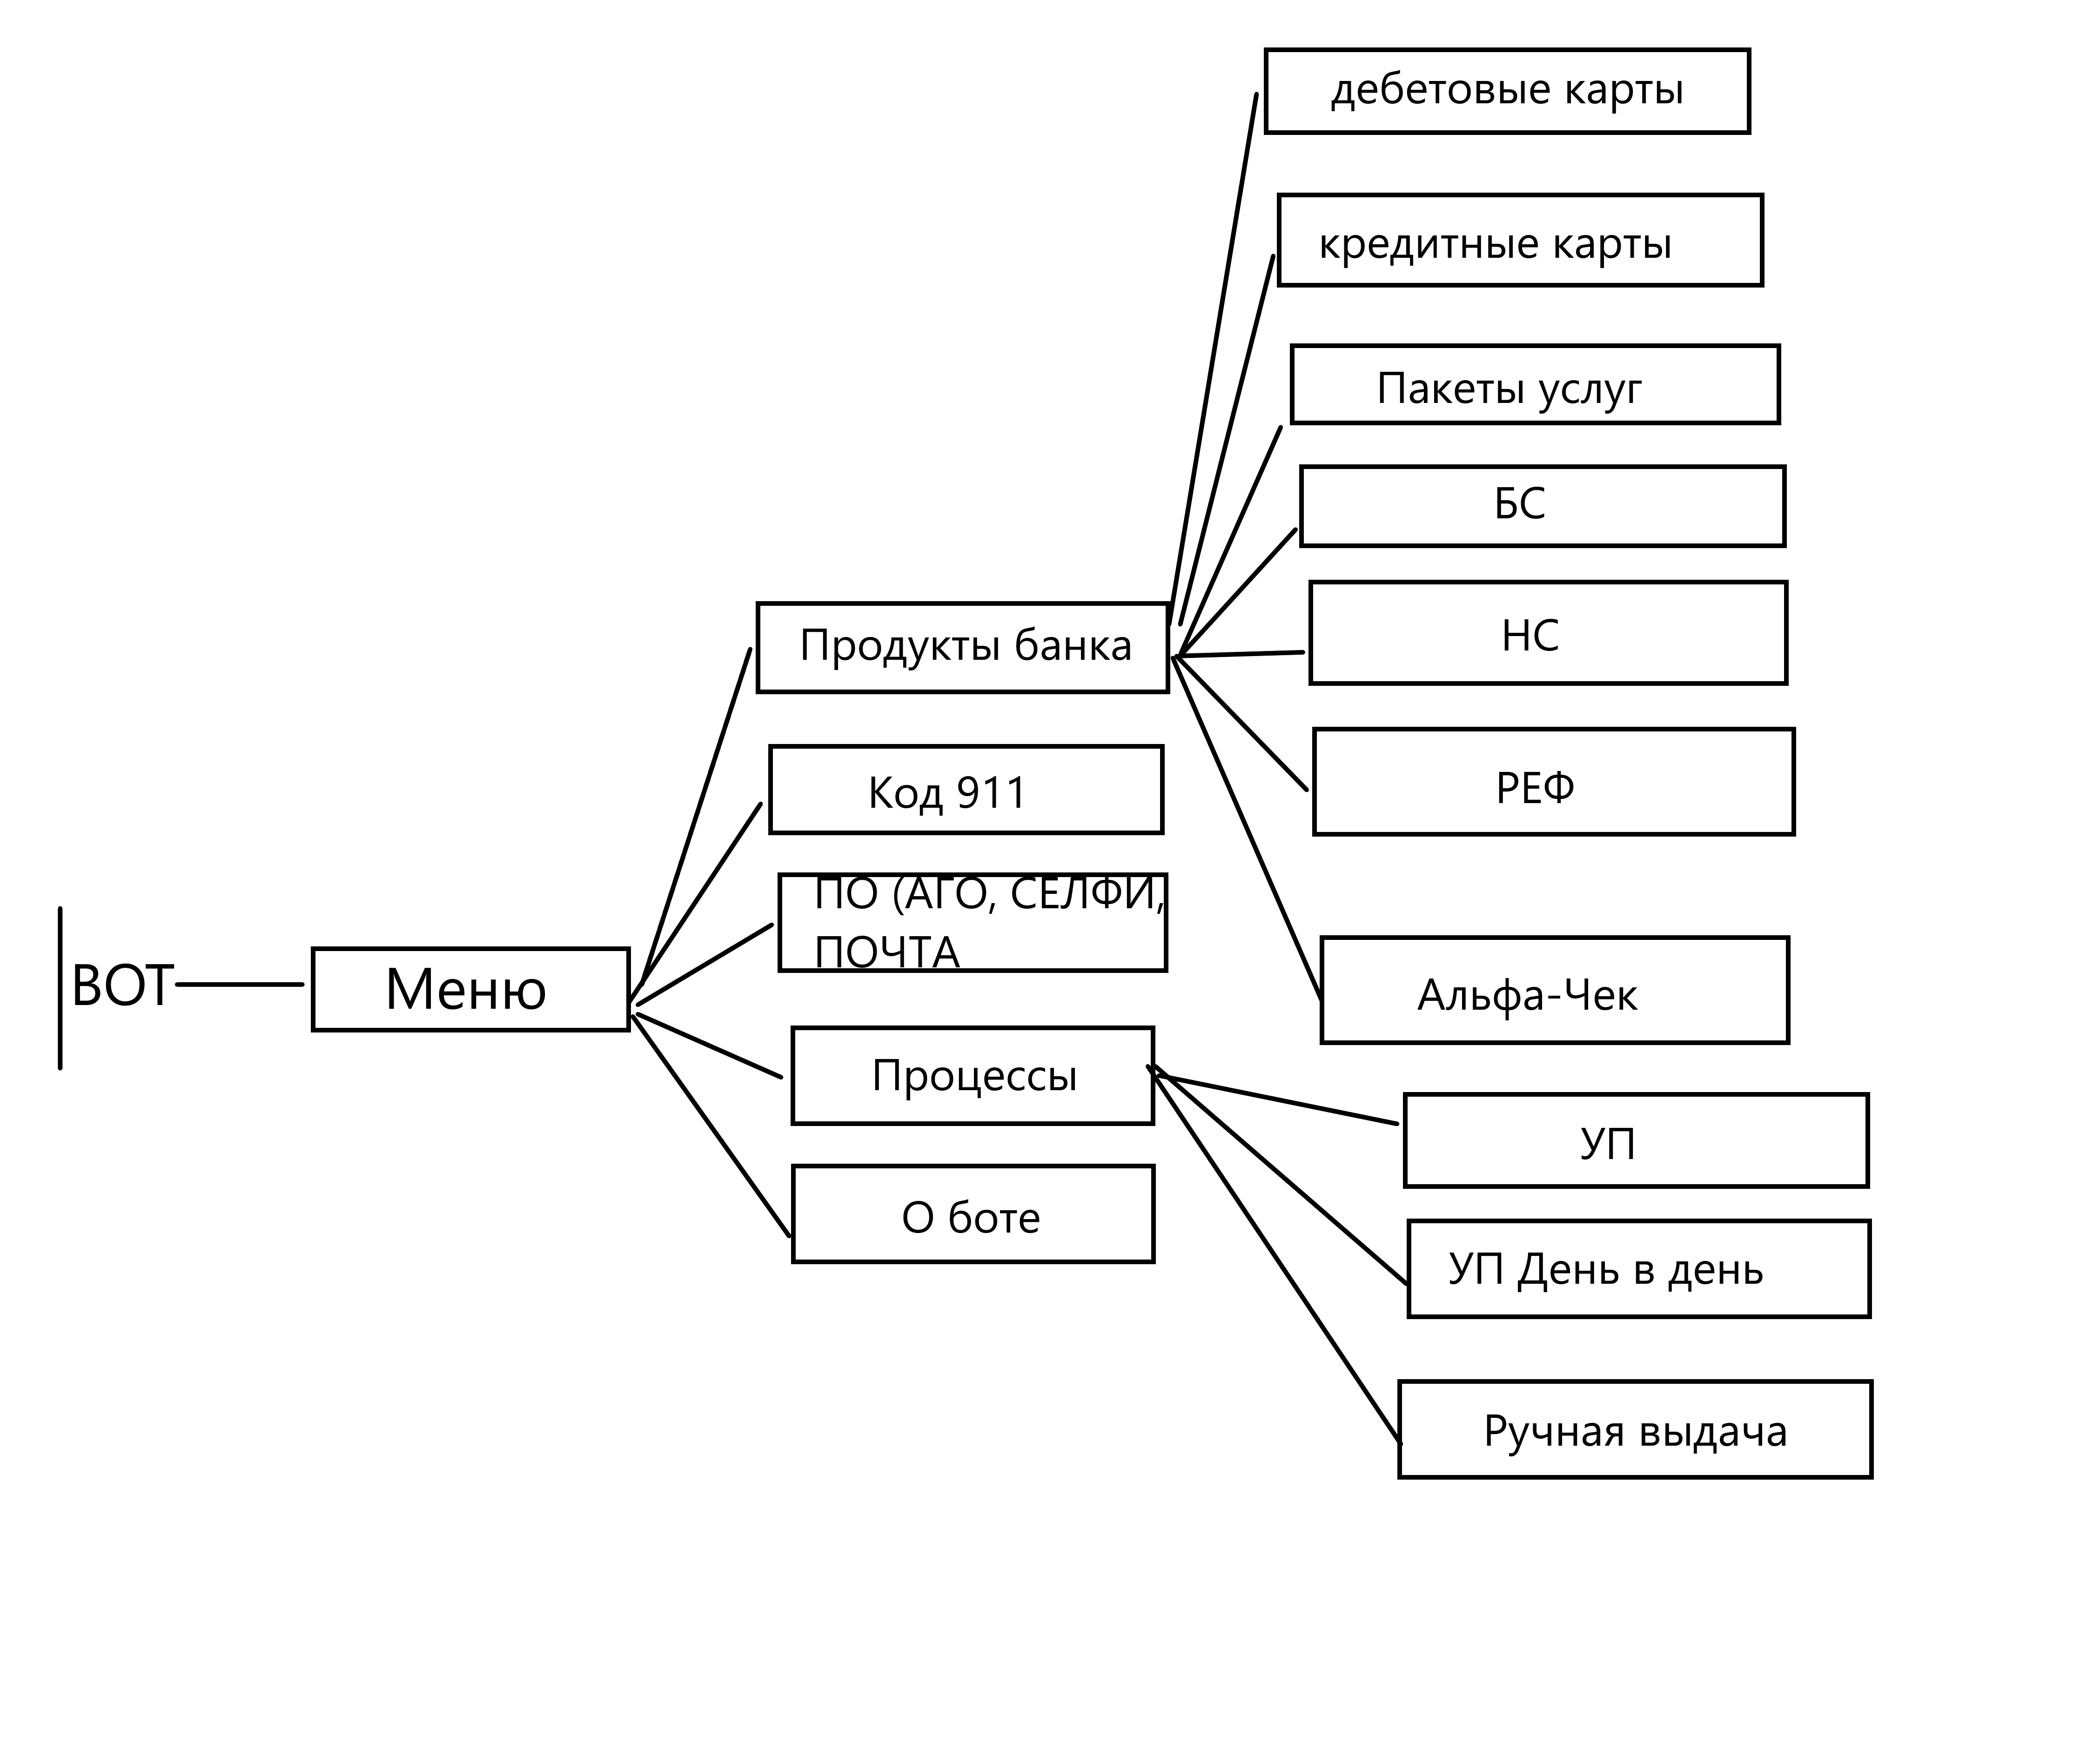 дебетовые карты
кредитные карты
Пакеты услуг
БС
Продукты банка
НС
Код 911
РЕФ
ПО (АГО, СЕЛФИ,
ПОЧТА
ВОТ
Меню
Альфа-Чек
Процессы
УП
О боте
УП День в день
Ручная выдача